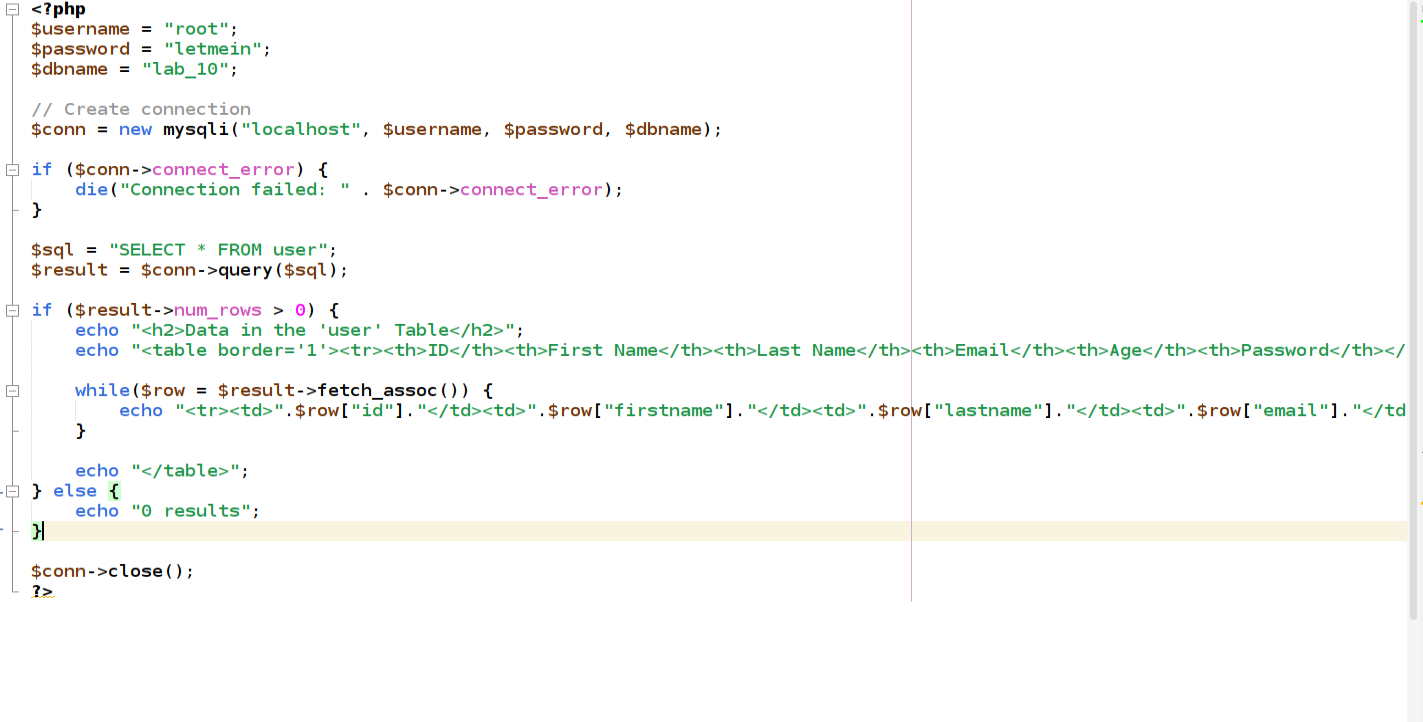 <?php
$username = "root";
$password = "letmein";
$dbname = "lab_10";
// Create connection
$conn = new mysqli("localhost", $username, $password, $dbname);
if ($conn->connect_error) {
    die("Connection failed: " . $conn->connect_error);
}
$sql = "SELECT * FROM user";
$result = $conn->query($sql);
if ($result->num_rows > 0) {
    echo "<h2>Data in the 'user' Table</h2>";
    echo "<table border='1'><tr><th>ID</th><th>First Name</th><th>Last Name</th><th>Email</th><th>Age</th><th>Password</th></
    while($row = $result->fetch_assoc()) {
        echo "<tr><td>".$row["id"]."</td><td>".$row["firstname"]."</td><td>".$row["lastname"]."</td><td>".$row["email"]."</td
    }
    echo "</table>";
} else {
    echo "0 results";
}
$conn->close();
?>